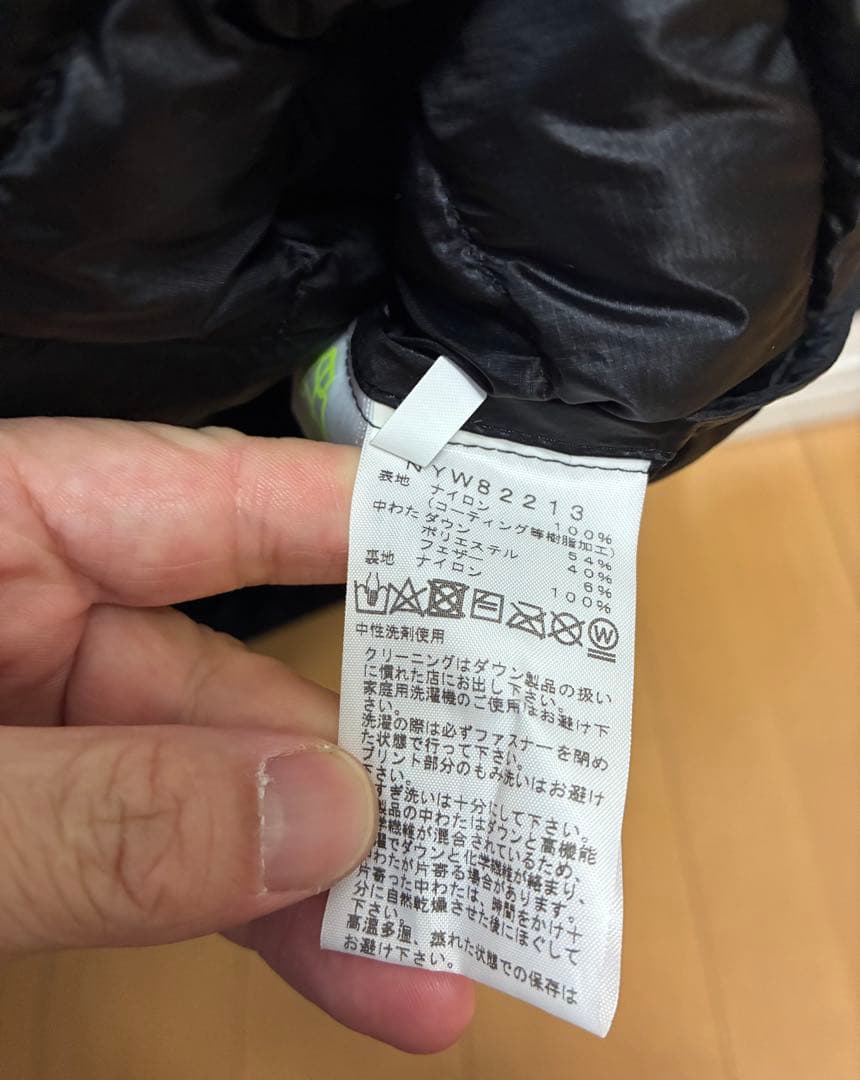 NYW82213
表地 ナイロン 100%
(コーティング等樹脂加工)
中わた ダウン 54%
ポリエステル 40%
フェザー 6%
裏地 ナイロン 100%
W
中性洗剤使用
クリーニングはダウン製品の扱い
に慣れた店にお出し下さい。
家庭用洗濯機のご使用はお避け下
さい。
洗濯の際は必ずファスナーを閉め
た状態で行って下さい。
プリント部分のもみ洗いはお避け
下さい。
すぎ洗いは十分にして下さい。
製品の中わたはダウンと高機能
学繊維が混合されているため、
濯でダウンと化学繊維が絡まり、
中わたが片寄る場合があります。
片寄った中わたは、時間をかけ十
分に自然乾燥させた後にほぐして
下さい。
高温多湿、蒸れた状態での保存は
お避け下さい。